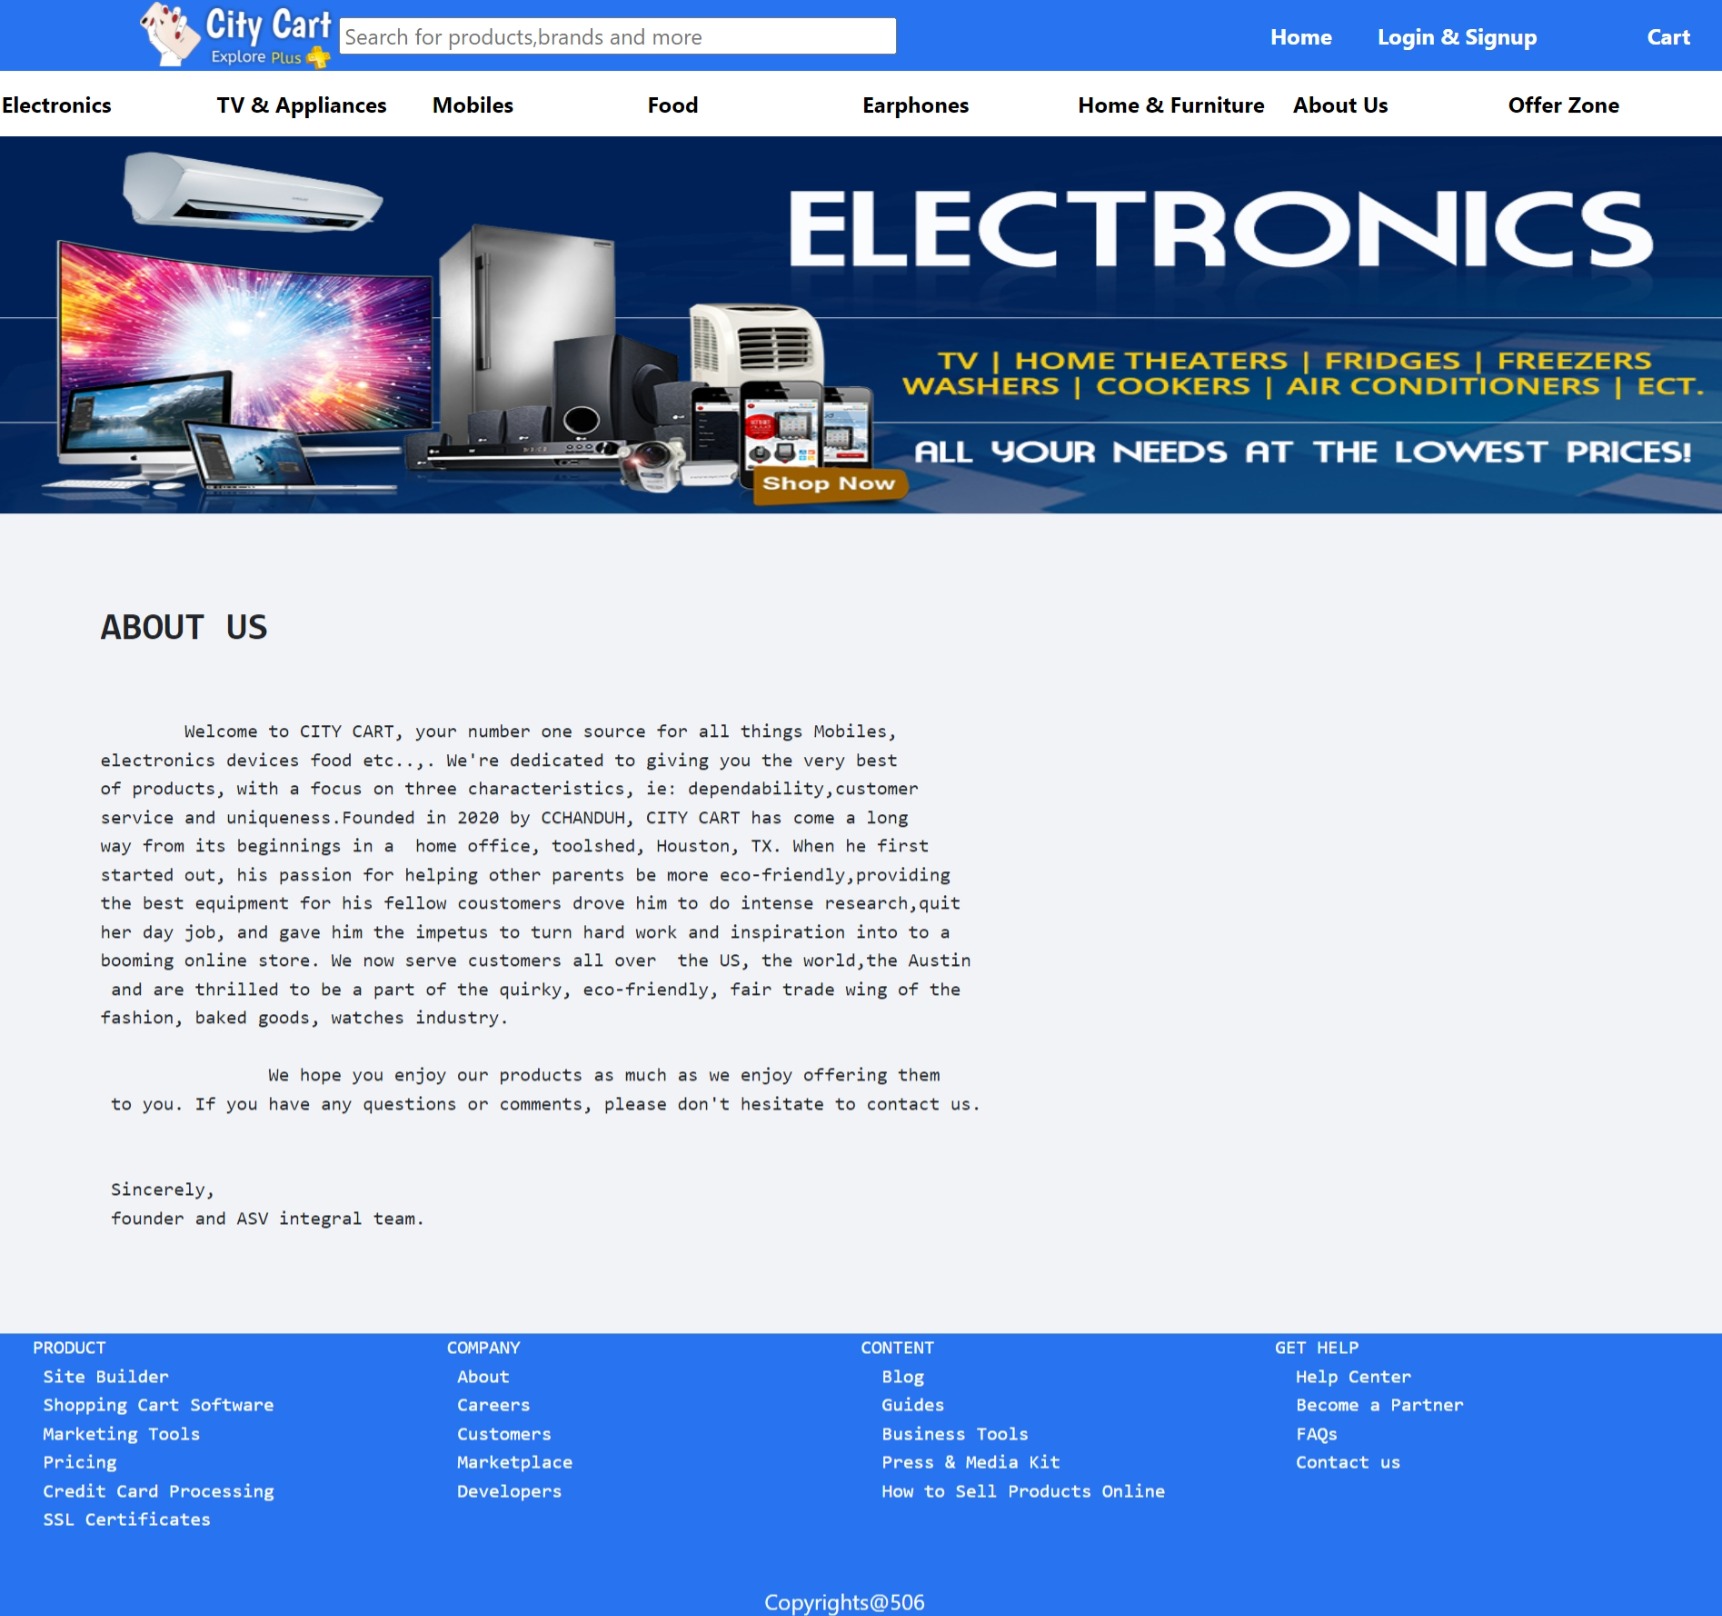 City Cart
Explore Plus
Search for products,brands and more
Home Login & Signup Cart
Electronics TV & Appliances Mobiles Food Earphones Home & Furniture About Us Offer Zone
ELECTRONICS
TV | HOME THEATERS | FRIDGES | FREEZERS
WASHERS | COOKERS | AIR CONDITIONERS | ECT.
ALL YOUR NEEDS AT THE LOWEST PRICES!
Shop Now
ABOUT US
Welcome to CITY CART, your number one source for all things Mobiles,
electronics devices food etc..,. We're dedicated to giving you the very best
of products, with a focus on three characteristics, ie: dependability,customer
service and uniqueness.Founded in 2020 by CCHANDUH, CITY CART has come a long
way from its beginnings in a home office, toolshed, Houston, TX. When he first
started out, his passion for helping other parents be more eco-friendly,providing
the best equipment for his fellow coustomers drove him to do intense research,quit
her day job, and gave him the impetus to turn hard work and inspiration into to a
booming online store. We now serve customers all over the US, the world,the Austin
and are thrilled to be a part of the quirky, eco-friendly, fair trade wing of the
fashion, baked goods, watches industry.
We hope you enjoy our products as much as we enjoy offering them
to you. If you have any questions or comments, please don't hesitate to contact us.
Sincerely,
founder and ASV integral team.
PRODUCT
Site Builder
Shopping Cart Software
Marketing Tools
Pricing
Credit Card Processing
SSL Certificates
COMPANY
About
Careers
Customers
Marketplace
Developers
CONTENT
Blog
Guides
Business Tools
Press & Media Kit
How to Sell Products Online
GET HELP
Help Center
Become a Partner
FAQs
Contact us
Copyrights@506